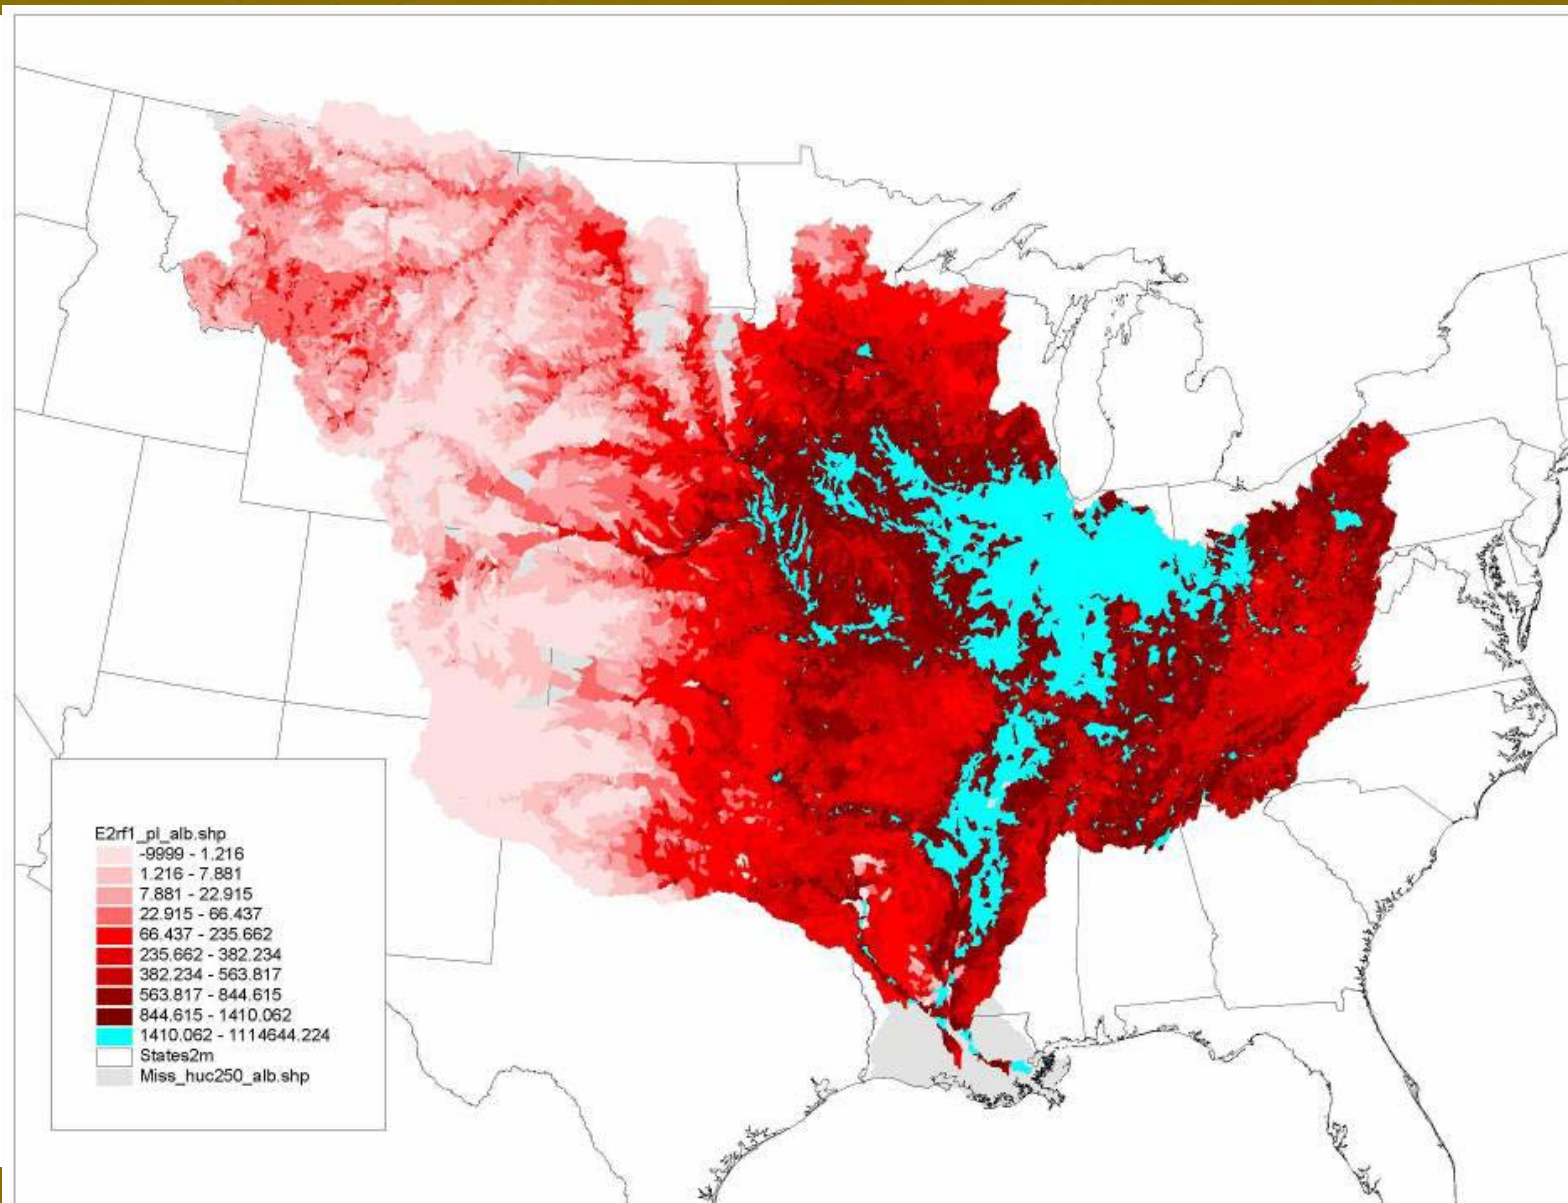 E2rf1_pl_alb.shp
-9999 - 1.216
1.216 - 7.881
7.881 - 22.915
22.915 - 66.437
66.437 - 235.662
235.662 - 382.234
382.234 - 563.817
563.817 - 844.615
844.615 - 1410.062
1410.062 - 1114644.224
States2m
Miss_huc250_alb.shp